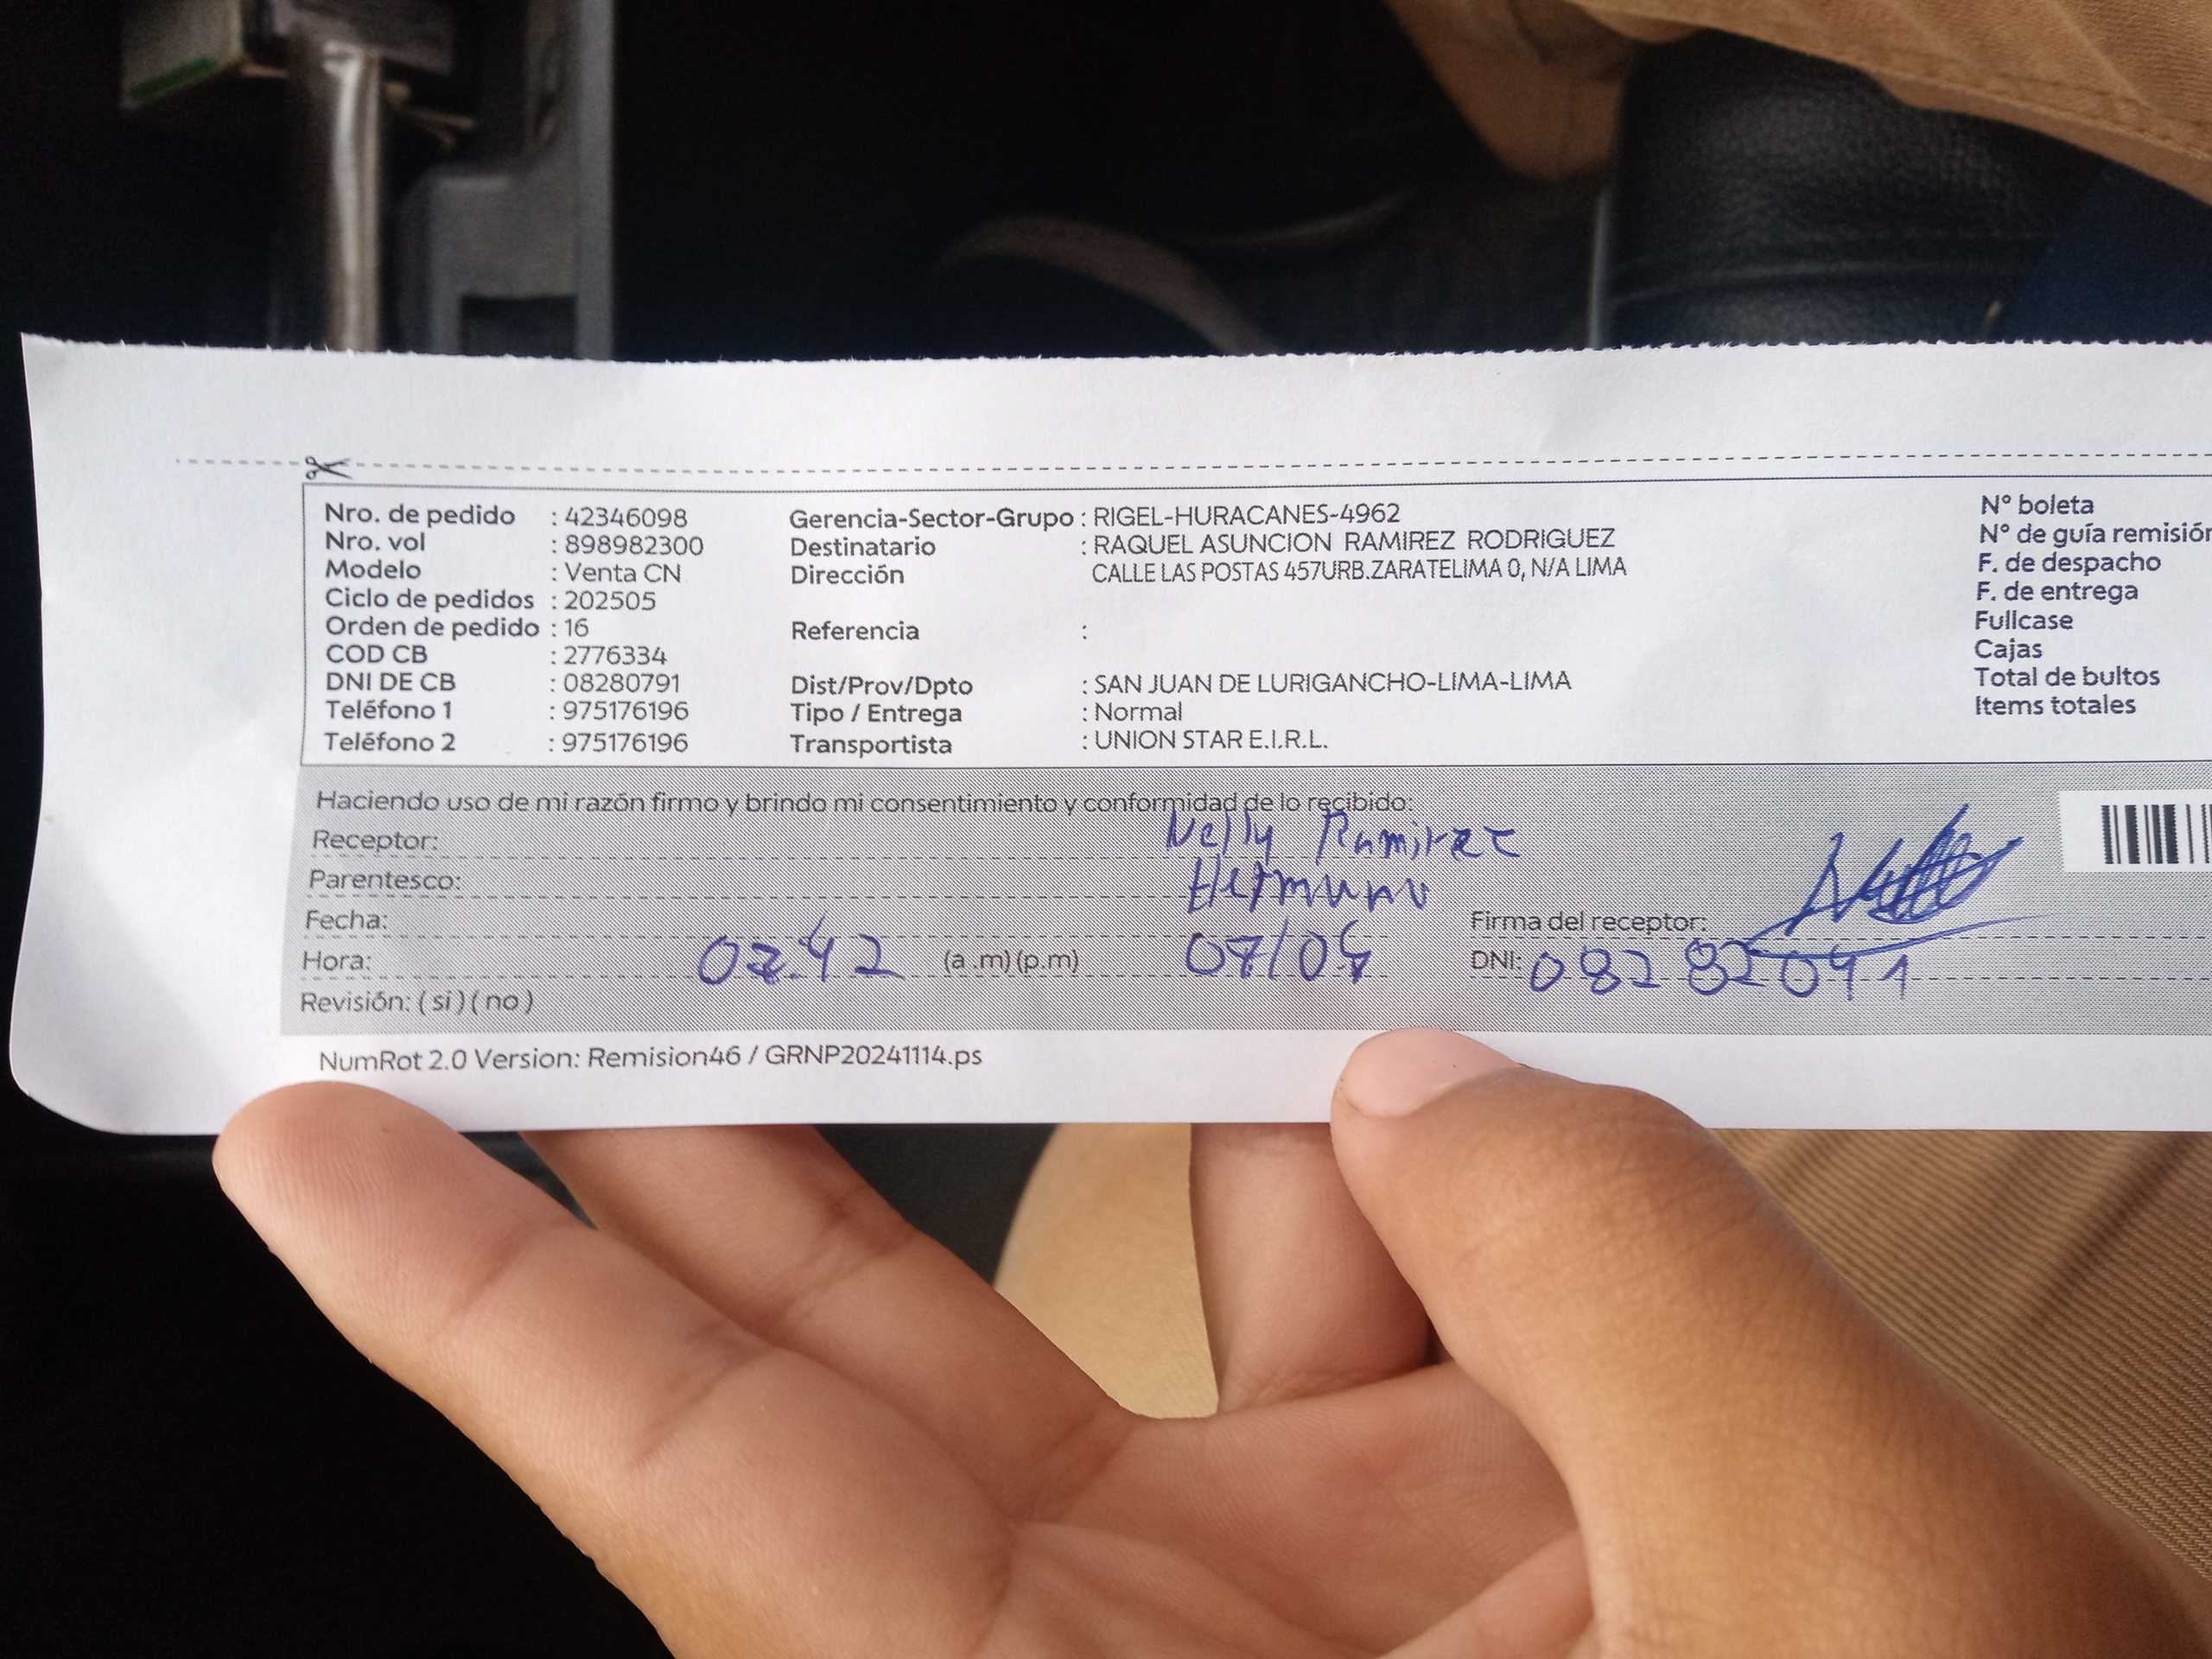 Nro. de pedido : 42346098 Gerencia-Sector-Grupo : RIGEL-HURACANES-4962 N° boleta
Nro. vol : 898982300 Destinatario : RAQUEL ASUNCION RAMIREZ RODRIGUEZ N° de guía remisión
Modelo : Venta CN Dirección CALLE LAS POSTAS 457URB.ZARATELIMA 0, N/A LIMA F. de despacho
Ciclo de pedidos : 202505 F. de entrega
Orden de pedido : 16 Referencia : Fullcase
COD CB : 2776334 Cajas
DNI DE CB : 08280791 Dist/Prov/Dpto : SAN JUAN DE LURIGANCHO-LIMA-LIMA Total de bultos
Teléfono 1 : 975176196 Tipo / Entrega : Normal Items totales
Teléfono 2 : 975176196 Transportista : UNION STAR E.I.R.L.
Haciendo uso de mi razón firmo y brindo mi consentimiento y conformidad de lo recibido:
Receptor: Nelly Ramirez
Parentesco: Hermana
Fecha: Firma del receptor:
Hora: (a.m) (p.m) DNI: 08282041
Revisión: ( si ) ( no )
NumRot 2.0 Version: Remision46 / GRNP20241114.ps